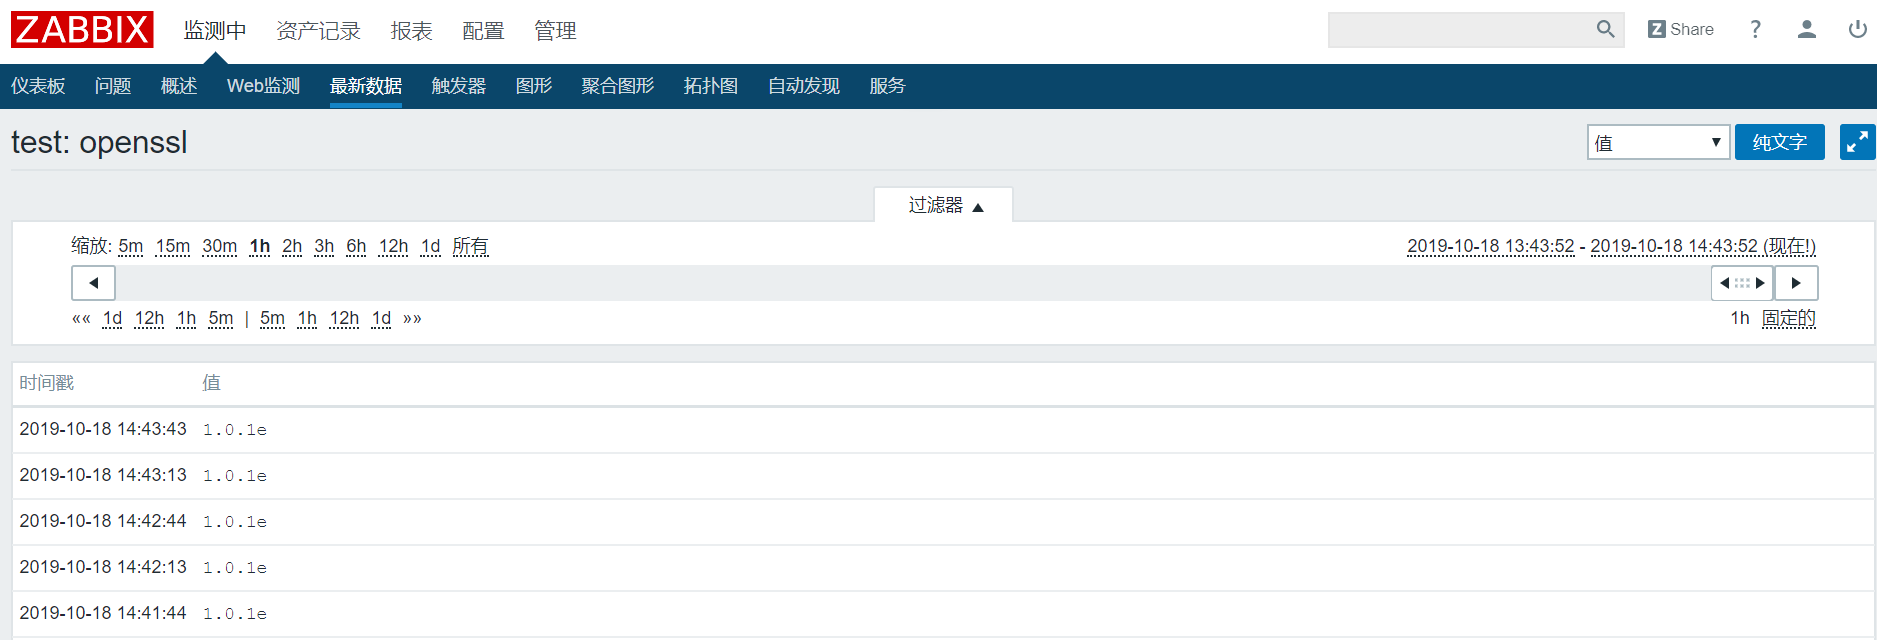 ZABBIX 监测中 资产记录 报表 配置 管理 Z Share ?
仪表板 问题 概述 Web监测 最新数据 触发器 图形 聚合图形 拓扑图 自动发现 服务
test: openssl 值 ▼ 纯文字
过滤器 ▲
缩放: 5m 15m 30m 1h 2h 3h 6h 12h 1d 所有 2019-10-18 13:43:52 - 2019-10-18 14:43:52 (现在!)
«« 1d 12h 1h 5m | 5m 1h 12h 1d »» 1h 固定的
时间戳 值
2019-10-18 14:43:43 1.0.1e
2019-10-18 14:43:13 1.0.1e
2019-10-18 14:42:44 1.0.1e
2019-10-18 14:42:13 1.0.1e
2019-10-18 14:41:44 1.0.1e